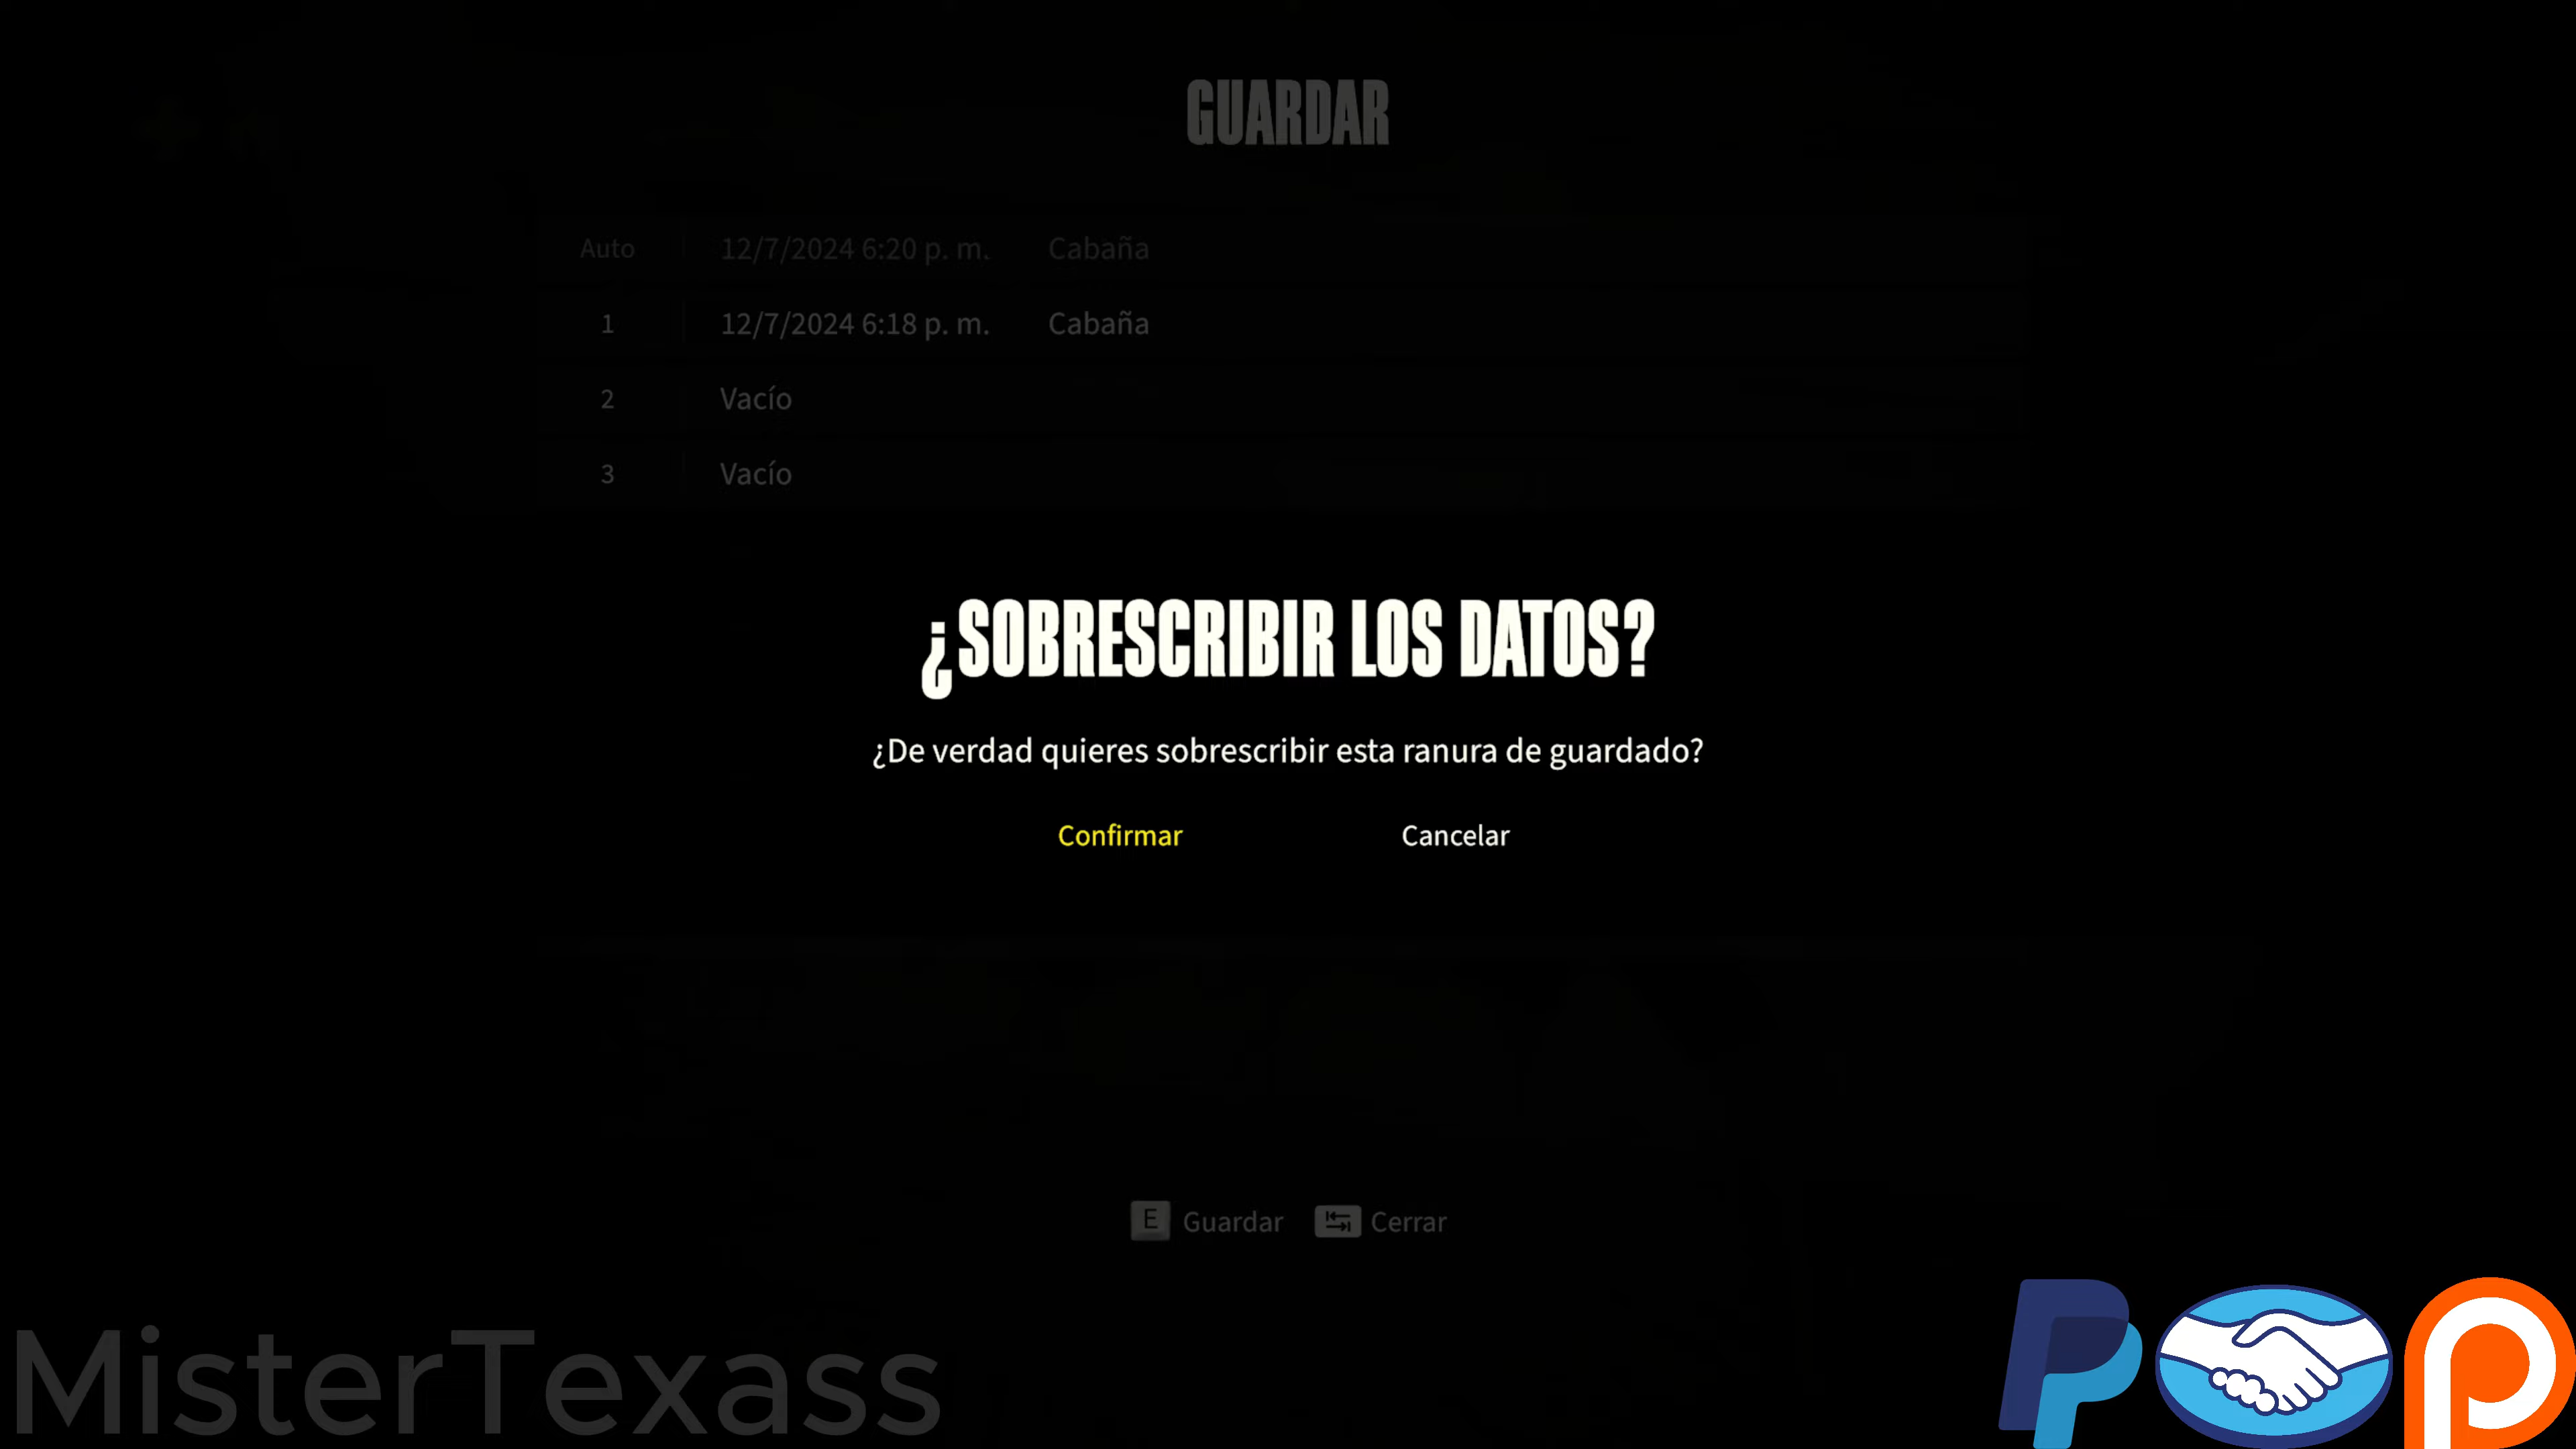 GUARDAR
Auto 12/7/2024 6:20 p. m. Cabaña
1 12/7/2024 6:18 p. m. Cabaña
2 Vacío
3 Vacío
¿SOBRESCRIBIR LOS DATOS?
¿De verdad quieres sobrescribir esta ranura de guardado?
Confirmar Cancelar
E Guardar Cerrar
MisterTexass